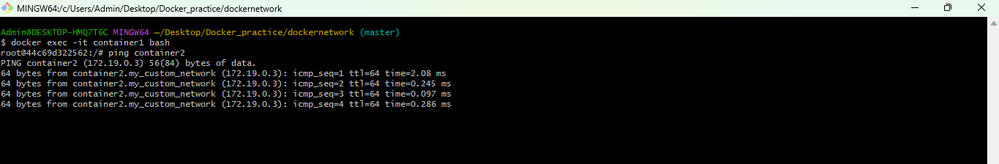 MINGW64:/c/Users/Admin/Desktop/Docker_practice/dockernetwork
Admin@DESKTOP-HMQ7T6C MINGW64 ~/Desktop/Docker_practice/dockernetwork (master)
$ docker exec -it container1 bash
root@44c69d322562:/# ping container2
PING container2 (172.19.0.3) 56(84) bytes of data.
64 bytes from container2.my_custom_network (172.19.0.3): icmp_seq=1 ttl=64 time=2.08 ms
64 bytes from container2.my_custom_network (172.19.0.3): icmp_seq=2 ttl=64 time=0.245 ms
64 bytes from container2.my_custom_network (172.19.0.3): icmp_seq=3 ttl=64 time=0.097 ms
64 bytes from container2.my_custom_network (172.19.0.3): icmp_seq=4 ttl=64 time=0.286 ms